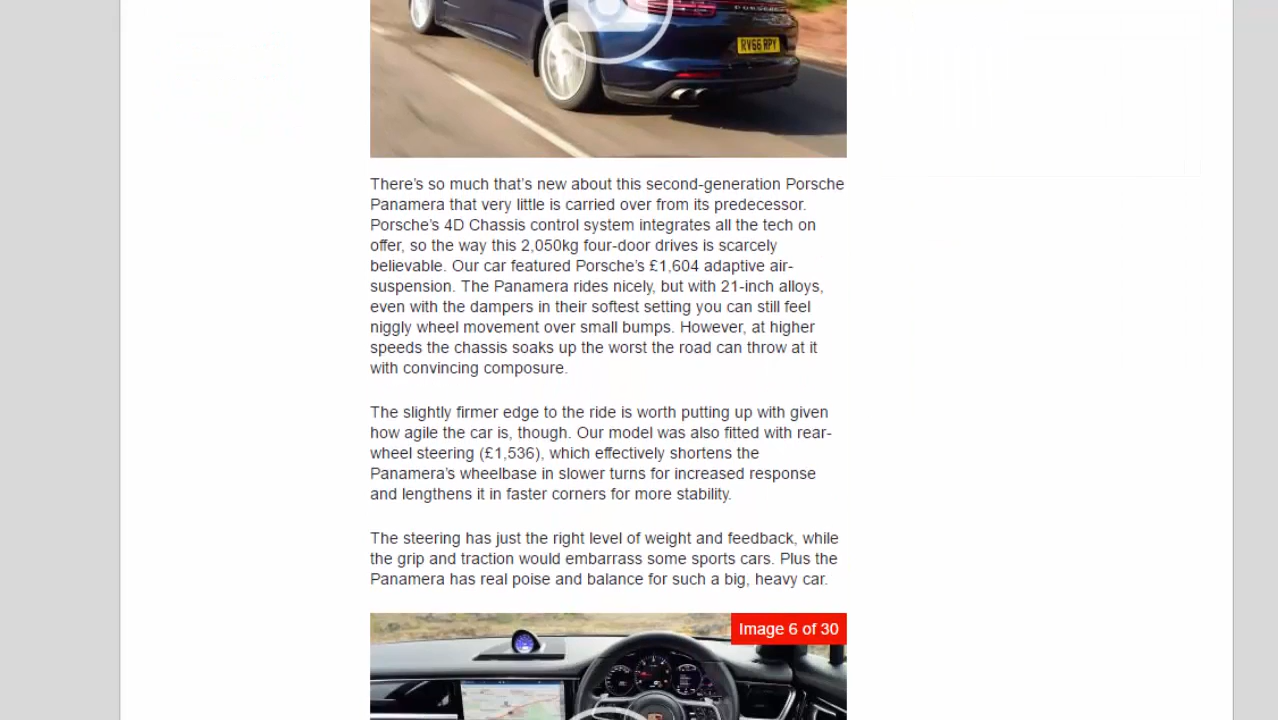 PORSCHE
RV66 RPY
There's so much that's new about this second-generation Porsche
Panamera that very little is carried over from its predecessor.
Porsche's 4D Chassis control system integrates all the tech on
offer, so the way this 2,050kg four-door drives is scarcely
believable. Our car featured Porsche's £1,604 adaptive air-
suspension. The Panamera rides nicely, but with 21-inch alloys,
even with the dampers in their softest setting you can still feel
niggly wheel movement over small bumps. However, at higher
speeds the chassis soaks up the worst the road can throw at it
with convincing composure.
The slightly firmer edge to the ride is worth putting up with given
how agile the car is, though. Our model was also fitted with rear-
wheel steering (£1,536), which effectively shortens the
Panamera's wheelbase in slower turns for increased response
and lengthens it in faster corners for more stability.
The steering has just the right level of weight and feedback, while
the grip and traction would embarrass some sports cars. Plus the
Panamera has real poise and balance for such a big, heavy car.
Image 6 of 30